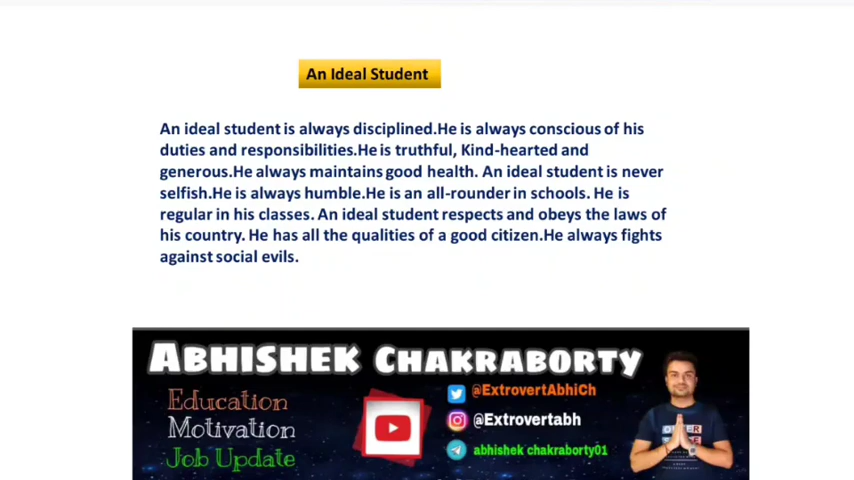 An Ideal Student
An ideal student is always disciplined.He is always conscious of his
duties and responsibilities.He is truthful, Kind-hearted and
generous.He always maintains good health. An ideal student is never
selfish.He is always humble.He is an all-rounder in schools. He is
regular in his classes. An ideal student respects and obeys the laws of
his country. He has all the qualities of a good citizen.He always fights
against social evils.
ABHISHEK CHAKRABORTY
Education
Motivation
Job Update
@ExtrovertAbhiCh
@Extrovertabh
abhishek chakraborty01